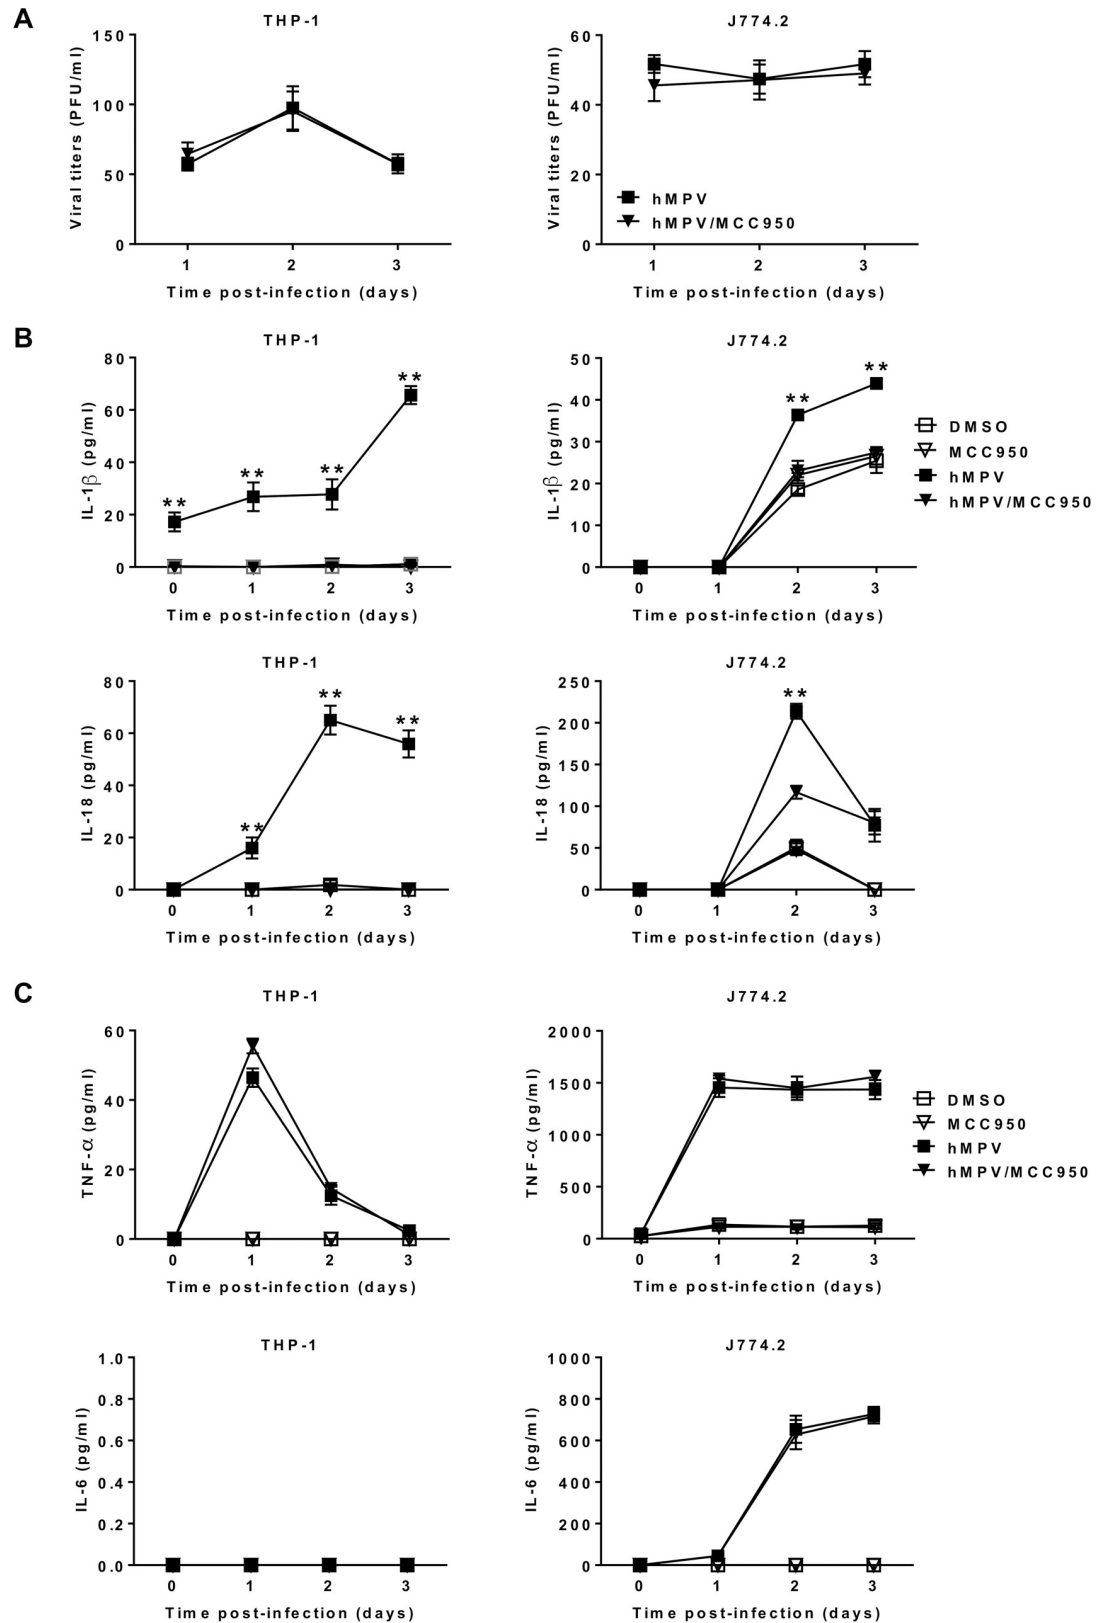 A
THP-1
150
100
50
0
Viral titers (PFU/ml)
1 2 3
Time post-infection (days)
J774.2
60
40
20
0
Viral titers (PFU/ml)
hMPV
hMPV/MCC950
1 2 3
Time post-infection (days)
B
THP-1
80
60
40
20
0
IL-1β (pg/ml)
**
**
**
**
0 1 2 3
Time post-infection (days)
J774.2
50
40
30
20
10
0
IL-1β (pg/ml)
**
**
0 1 2 3
Time post-infection (days)
DMSO
MCC950
hMPV
hMPV/MCC950
THP-1
80
60
40
20
0
IL-18 (pg/ml)
**
**
**
0 1 2 3
Time post-infection (days)
J774.2
250
200
150
100
50
0
IL-18 (pg/ml)
**
0 1 2 3
Time post-infection (days)
C
THP-1
60
40
20
0
TNF-α (pg/ml)
0 1 2 3
Time post-infection (days)
J774.2
2000
1500
1000
500
0
TNF-α (pg/ml)
0 1 2 3
Time post-infection (days)
DMSO
MCC950
hMPV
hMPV/MCC950
THP-1
1.0
0.8
0.6
0.4
0.2
0.0
IL-6 (pg/ml)
0 1 2 3
Time post-infection (days)
J774.2
1000
800
600
400
200
0
IL-6 (pg/ml)
0 1 2 3
Time post-infection (days)